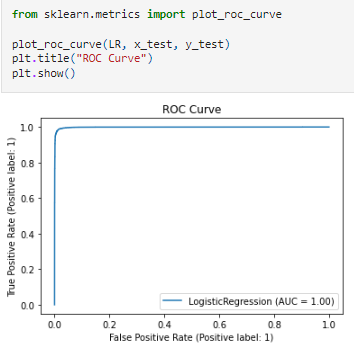 from sklearn.metrics import plot_roc_curve
plot_roc_curve(LR, x_test, y_test)
plt.title("ROC Curve")
plt.show()
ROC Curve
True Positive Rate (Positive label: 1)
1.0
0.8
0.6
0.4
0.2
0.0
LogisticRegression (AUC = 1.00)
0.0 0.2 0.4 0.6 0.8 1.0
False Positive Rate (Positive label: 1)